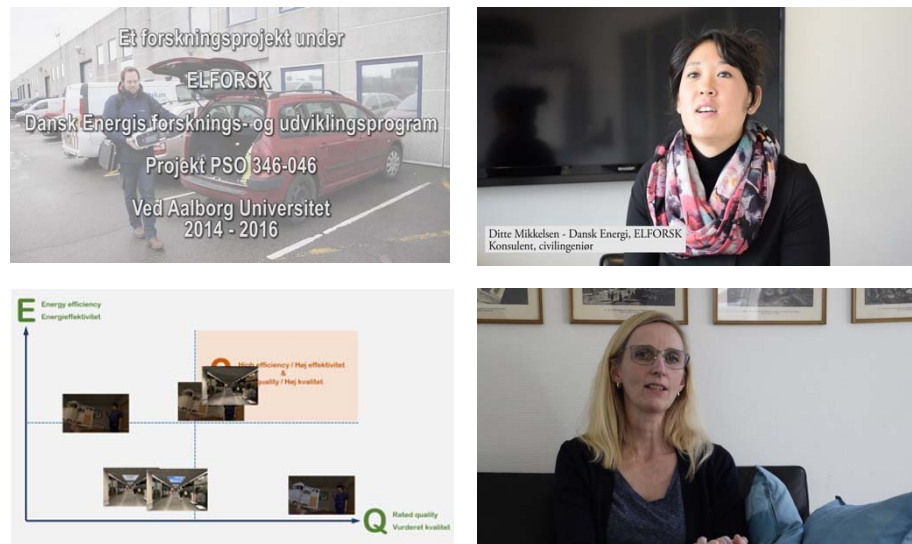 Et forskningsprojekt under
ELFORSK
Dansk Energis forsknings- og udviklingsprogram
Projekt PSO 346-046
Ved Aalborg Universitet
2014 - 2016
Ditte Mikkelsen - Dansk Energi, ELFORSK
Konsulent, civilingeniør
E
Energy efficiency
Energieffektivitet
High efficiency / Høj effektivitet
&
quality / Høj kvalitet
Q
Rated quality
Vurderet kvalitet